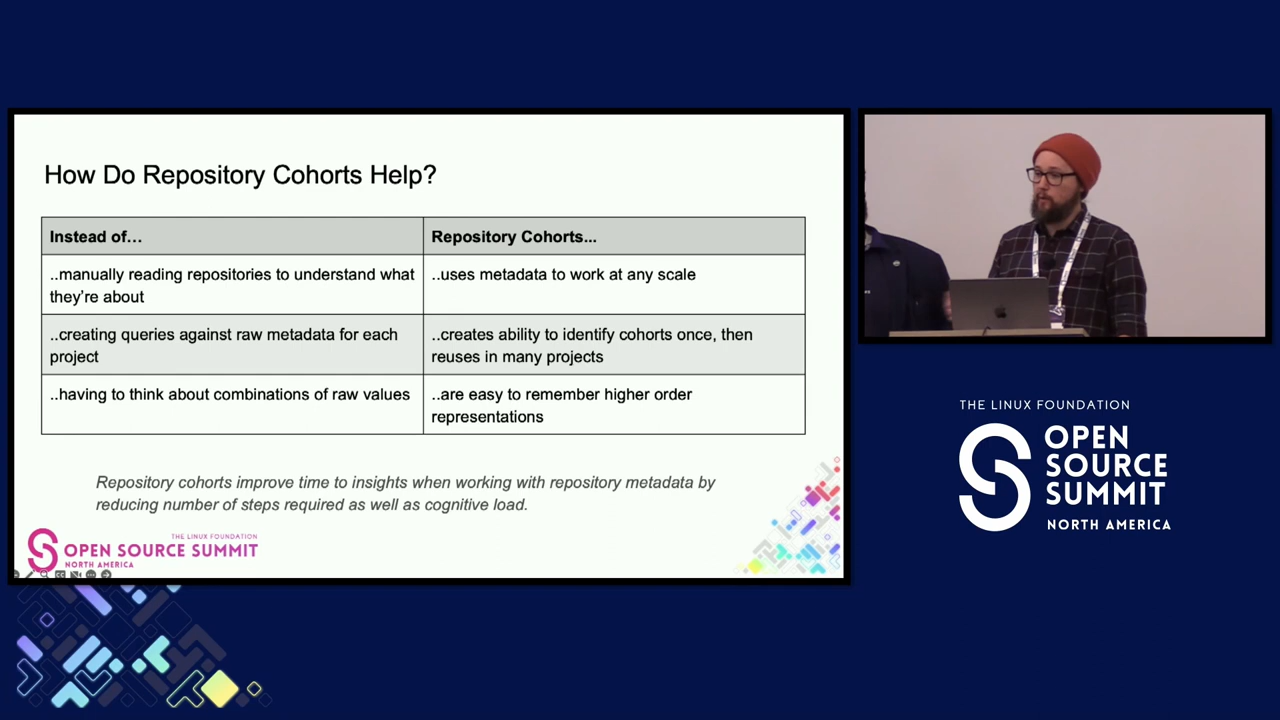 How Do Repository Cohorts Help?
Instead of…
Repository Cohorts...
..manually reading repositories to understand what
they're about
..uses metadata to work at any scale
..creating queries against raw metadata for each
project
..creates ability to identify cohorts once, then
reuses in many projects
..having to think about combinations of raw values
..are easy to remember higher order
representations
Repository cohorts improve time to insights when working with repository metadata by
reducing number of steps required as well as cognitive load.
THE LINUX FOUNDATION
OPEN SOURCE SUMMIT
NORTH AMERICA
THE LINUX FOUNDATION
OPEN
SOURCE
SUMMIT
NORTH AMERICA